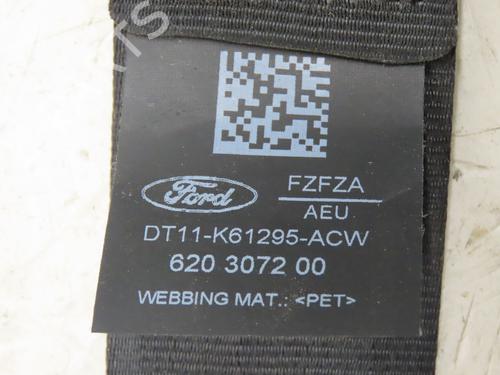 Ford
FZFZA
AEU
DT11-K61295-ACW
620 3072 00
WEBBING MAT.: <PET>